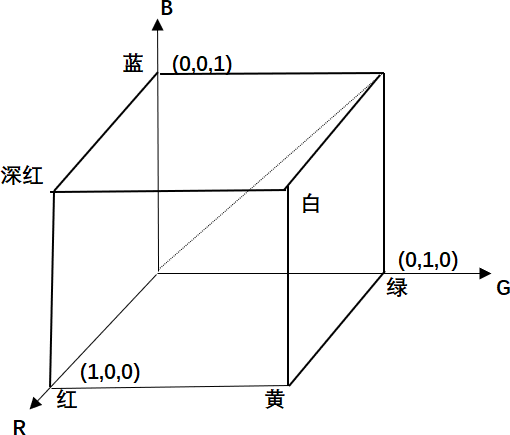 B
蓝 (0,0,1)
深红
白
(0,1,0)
绿 G
(1,0,0)
红 黄
R